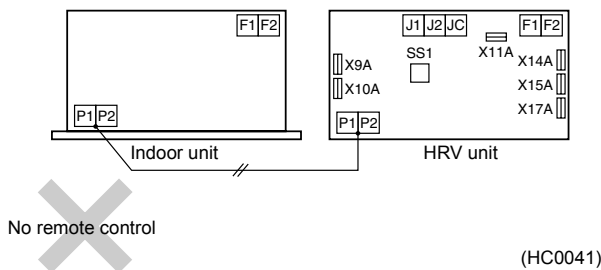 F1 F2
J1 J2 JC
F1 F2
SS1
X11A
X9A
X14A
X10A
X15A
X17A
P1 P2
P1 P2
Indoor unit
HRV unit
No remote control
(HC0041)